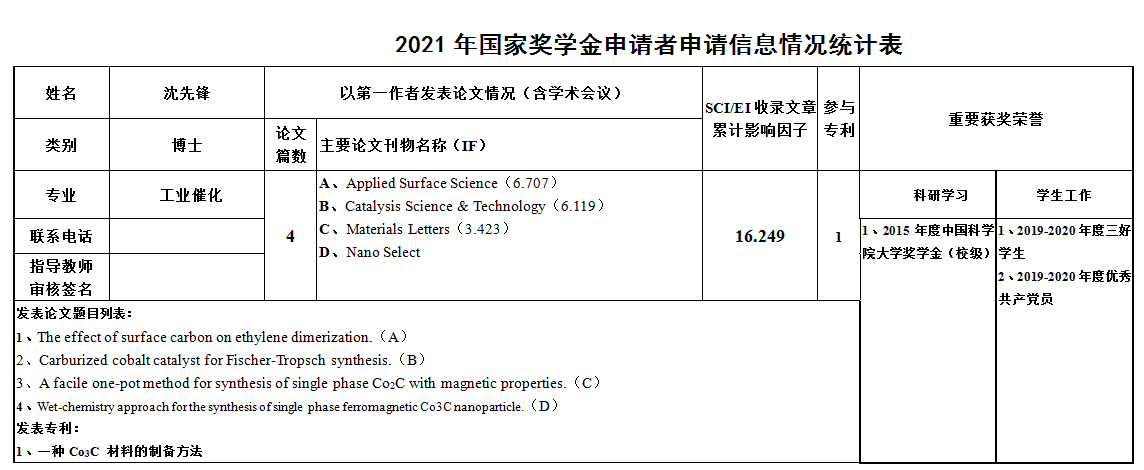 2021 年国家奖学金申请者申请信息情况统计表
姓名
沈先锋
以第一作者发表论文情况（含学术会议）
SCI/EI 收录文章
累计影响因子
参与
专利
重要获奖荣誉
类别
博士
论文
篇数
主要论文刊物名称（IF）
专业
工业催化
4
A、Applied Surface Science（6.707）
B、Catalysis Science & Technology（6.119）
C、Materials Letters（3.423）
D、Nano Select
16.249
1
科研学习
学生工作
联系电话
指导教师
审核签名
1、2015 年度中国科学
院大学奖学金（校级）
1、2019-2020 年度三好
学生
2、2019-2020 年度优秀
共产党员
发表论文题目列表：
1、The effect of surface carbon on ethylene dimerization.（A）
2、Carburized cobalt catalyst for Fischer-Tropsch synthesis.（B）
3、A facile one-pot method for synthesis of single phase Co2C with magnetic properties.（C）
4、Wet-chemistry approach for the synthesis of single phase ferromagnetic Co3C nanoparticle.（D）
发表专利：
1、一种 Co3C 材料的制备方法